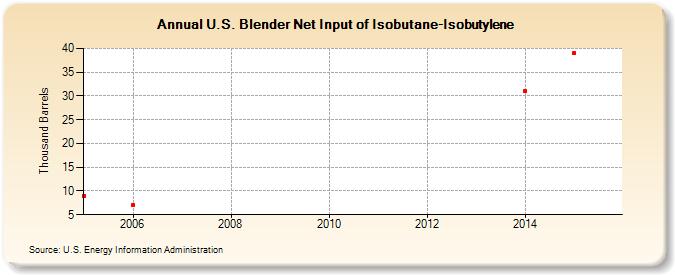 Annual U.S. Blender Net Input of Isobutane-Isobutylene
Thousand Barrels
40
35
30
25
20
15
10
5
2006 2008 2010 2012 2014
Source: U.S. Energy Information Administration